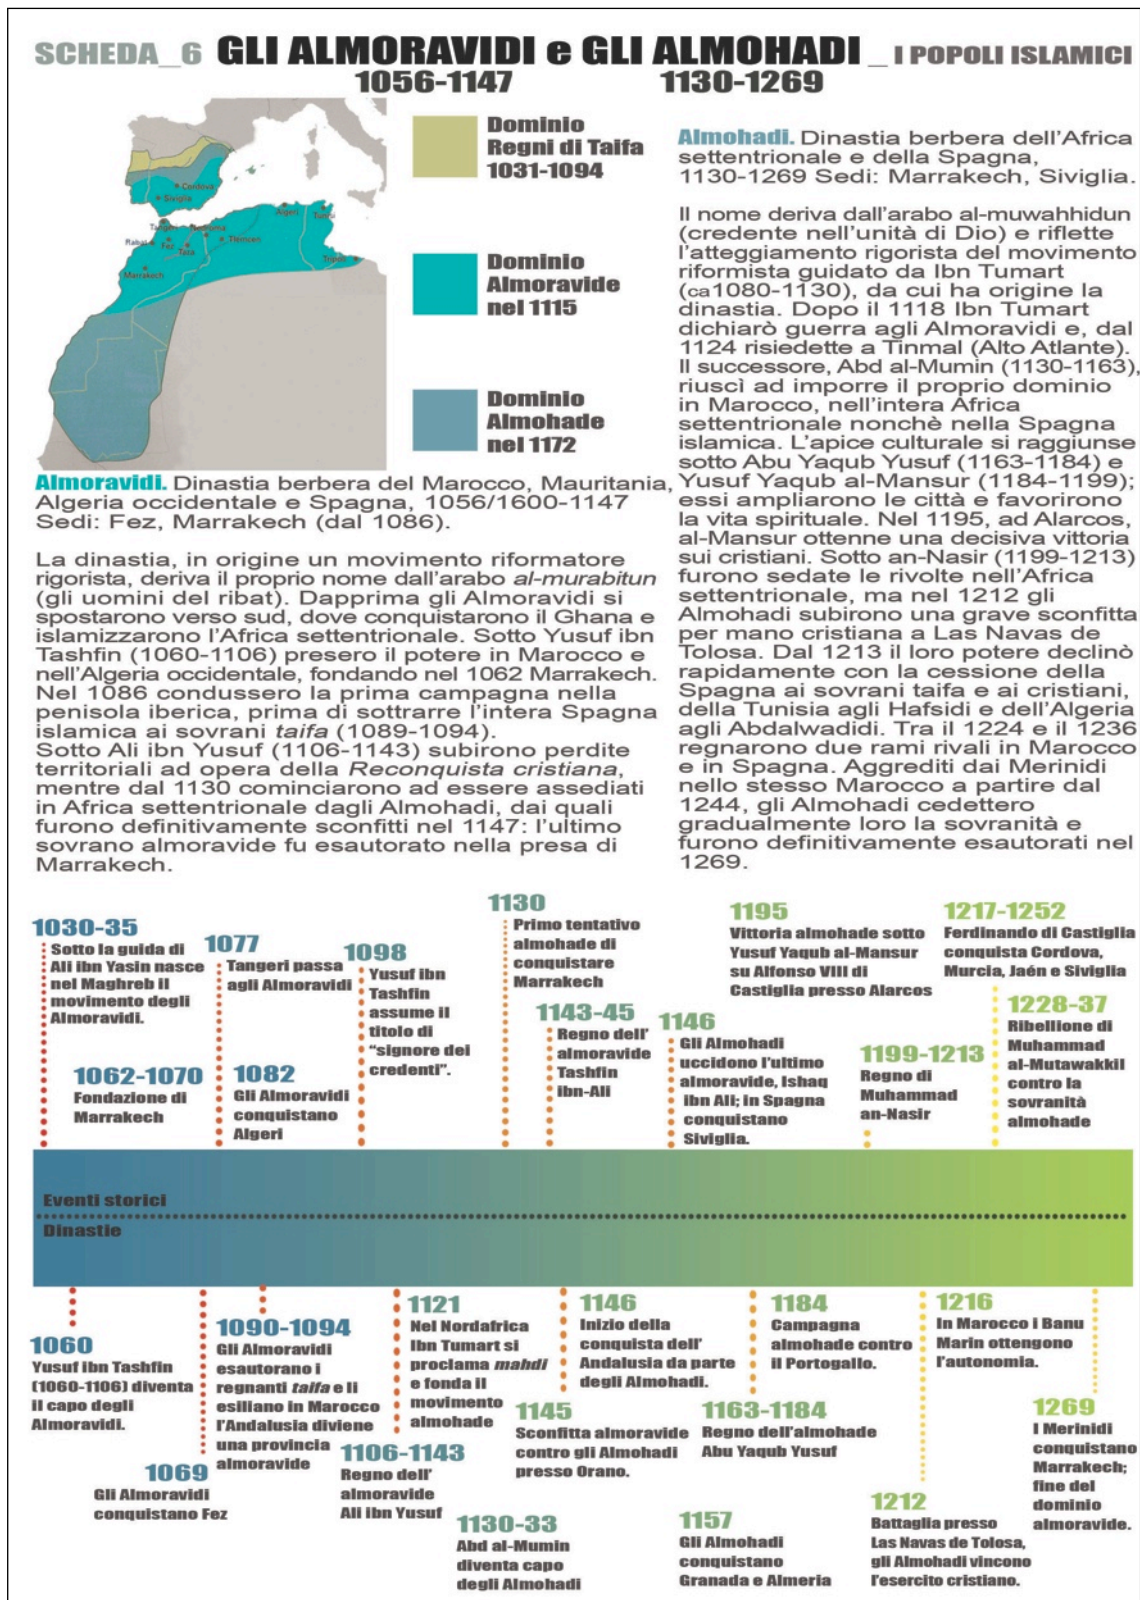 SCHEDA_6 GLI ALMORAVIDI e GLI ALMOHADI _ I POPOLI ISLAMICI
1056-1147 1130-1269
Cordova
Siviglia
Tangeri
Rabat
Fez
Taza
Tlemcen
Algeri
Tunisi
Tripoli
Marrakech
Dominio
Regni di Taifa
1031-1094
Dominio
Almoravide
nel 1115
Dominio
Almohade
nel 1172
Almoravidi. Dinastia berbera del Marocco, Mauritania,
Algeria occidentale e Spagna, 1056/1600-1147
Sedi: Fez, Marrakech (dal 1086).
La dinastia, in origine un movimento riformatore
rigorista, deriva il proprio nome dall'arabo al-murabitun
(gli uomini del ribat). Dapprima gli Almoravidi si
spostarono verso sud, dove conquistarono il Ghana e
islamizzarono l'Africa settentrionale. Sotto Yusuf ibn
Tashfin (1060-1106) presero il potere in Marocco e
nell'Algeria occidentale, fondando nel 1062 Marrakech.
Nel 1086 condussero la prima campagna nella
penisola iberica, prima di sottrarre l'intera Spagna
islamica ai sovrani taifa (1089-1094).
Sotto Ali ibn Yusuf (1106-1143) subirono perdite
territoriali ad opera della Reconquista cristiana,
mentre dal 1130 cominciarono ad essere assediati
in Africa settentrionale dagli Almohadi, dai quali
furono definitivamente sconfitti nel 1147: l'ultimo
sovrano almoravide fu esautorato nella presa di
Marrakech.
Almohadi. Dinastia berbera dell'Africa
settentrionale e della Spagna,
1130-1269 Sedi: Marrakech, Siviglia.
Il nome deriva dall'arabo al-muwahhidun
(credente nell'unità di Dio) e riflette
l'atteggiamento rigorista del movimento
riformista guidato da Ibn Tumart
(ca1080-1130), da cui ha origine la
dinastia. Dopo il 1118 Ibn Tumart
dichiarò guerra agli Almoravidi e, dal
1124 risiedette a Tinmal (Alto Atlante).
Il successore, Abd al-Mumin (1130-1163),
riuscì ad imporre il proprio dominio
in Marocco, nell'intera Africa
settentrionale nonchè nella Spagna
islamica. L'apice culturale si raggiunse
sotto Abu Yaqub Yusuf (1163-1184) e
Yusuf Yaqub al-Mansur (1184-1199);
essi ampliarono le città e favorirono
la vita spirituale. Nel 1195, ad Alarcos,
al-Mansur ottenne una decisiva vittoria
sui cristiani. Sotto an-Nasir (1199-1213)
furono sedate le rivolte nell'Africa
settentrionale, ma nel 1212 gli
Almohadi subirono una grave sconfitta
per mano cristiana a Las Navas de
Tolosa. Dal 1213 il loro potere declinò
rapidamente con la cessione della
Spagna ai sovrani taifa e ai cristiani,
della Tunisia agli Hafsidi e dell'Algeria
agli Abdalwadidi. Tra il 1224 e il 1236
regnarono due rami rivali in Marocco
e in Spagna. Aggrediti dai Merinidi
nello stesso Marocco a partire dal
1244, gli Almohadi cedettero
gradualmente loro la sovranità e
furono definitivamente esautorati nel
1269.
1030-35
Sotto la guida di
Ali ibn Yasin nasce
nel Maghreb il
movimento degli
Almoravidi.
1062-1070
Fondazione di
Marrakech
1077
Tangeri passa
agli Almoravidi
1082
Gli Almoravidi
conquistano
Algeri
1098
Yusuf ibn
Tashfin
assume il
titolo di
"signore dei
credenti".
1130
Primo tentativo
almohade di
conquistare
Marrakech
1143-45
Regno dell'
almoravide
Tashfin
ibn-Ali
1146
Gli Almohadi
uccidono l'ultimo
almoravide, Ishaq
ibn Ali; in Spagna
conquistano
Siviglia.
1195
Vittoria almohade sotto
Yusuf Yaqub al-Mansur
su Alfonso VIII di
Castiglia presso Alarcos
1199-1213
Regno di
Muhammad
an-Nasir
1217-1252
Ferdinando di Castiglia
conquista Cordova,
Murcia, Jaén e Siviglia
1228-37
Ribellione di
Muhammad
al-Mutawakkil
contro la
sovranità
almohade
Eventi storici
Dinastie
1060
Yusuf ibn Tashfin
(1060-1106) diventa
il capo degli
Almoravidi.
1069
Gli Almoravidi
conquistano Fez
1090-1094
Gli Almoravidi
esautorano i
regnanti taifa e li
esiliano in Marocco
l'Andalusia diviene
una provincia
almoravide
1106-1143
Regno dell'
almoravide
Ali ibn Yusuf
1121
Nel Nordafrica
Ibn Tumart si
proclama mahdi
e fonda il
movimento
almohade
1130-33
Abd al-Mumin
diventa capo
degli Almohadi
1145
Sconfitta almoravide
contro gli Almohadi
presso Orano.
1146
Inizio della
conquista dell'
Andalusia da parte
degli Almohadi.
1157
Gli Almohadi
conquistano
Granada e Almeria
1163-1184
Regno dell'almohade
Abu Yaqub Yusuf
1184
Campagna
almohade contro
il Portogallo.
1212
Battaglia presso
Las Navas de Tolosa,
gli Almohadi vincono
l'esercito cristiano.
1216
In Marocco i Banu
Marin ottengono
l'autonomia.
1269
I Merinidi
conquistano
Marrakech;
fine del
dominio
almoravide.